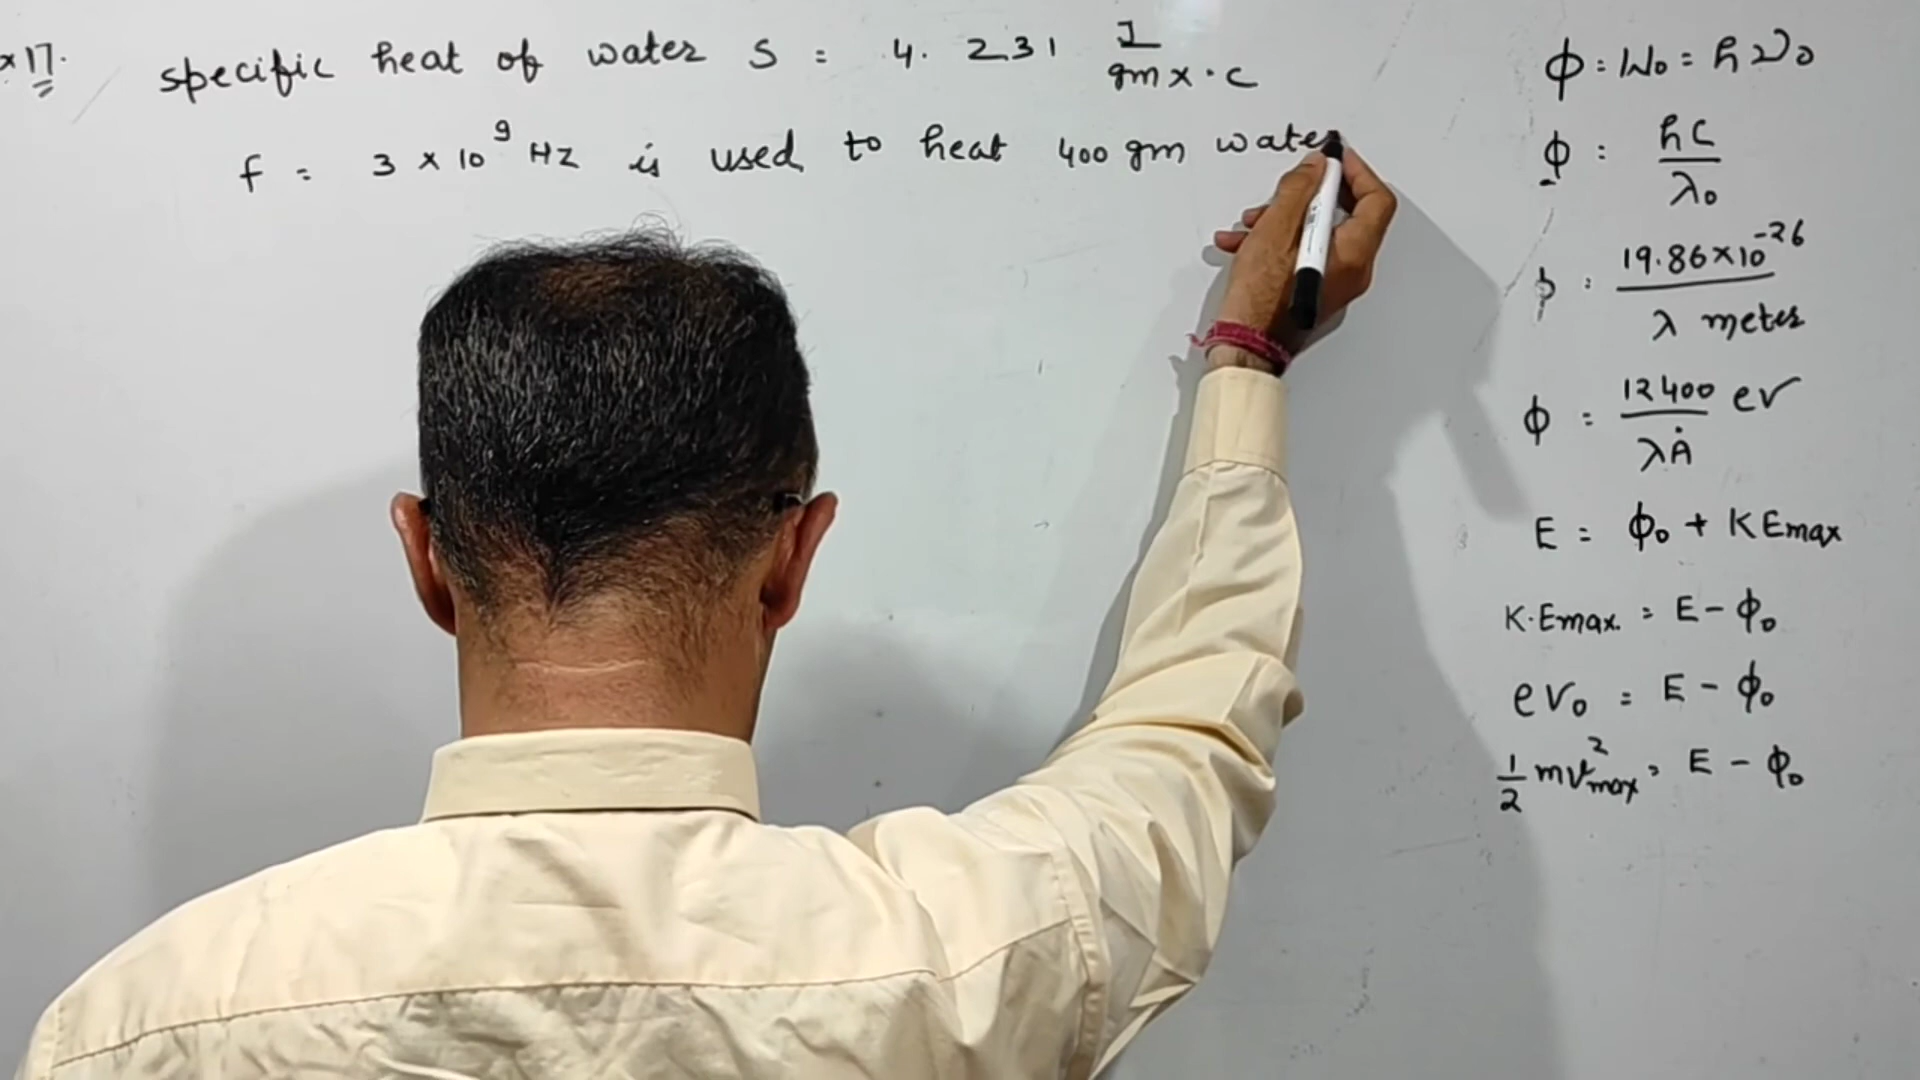 ×17. specific heat of water S = 4.231 J / gm × °C
f = 3 × 10⁹ Hz is used to heat 400 gm water
ϕ = W₀ = hν₀
ϕ = hc / λ₀
ϕ = 19.86×10⁻²⁶ / λ meter
ϕ = 12400 / λÅ eV
E = ϕ₀ + KEmax
K.Emax. = E − ϕ₀
eV₀ = E − ϕ₀
1/2 mv²max = E − ϕ₀